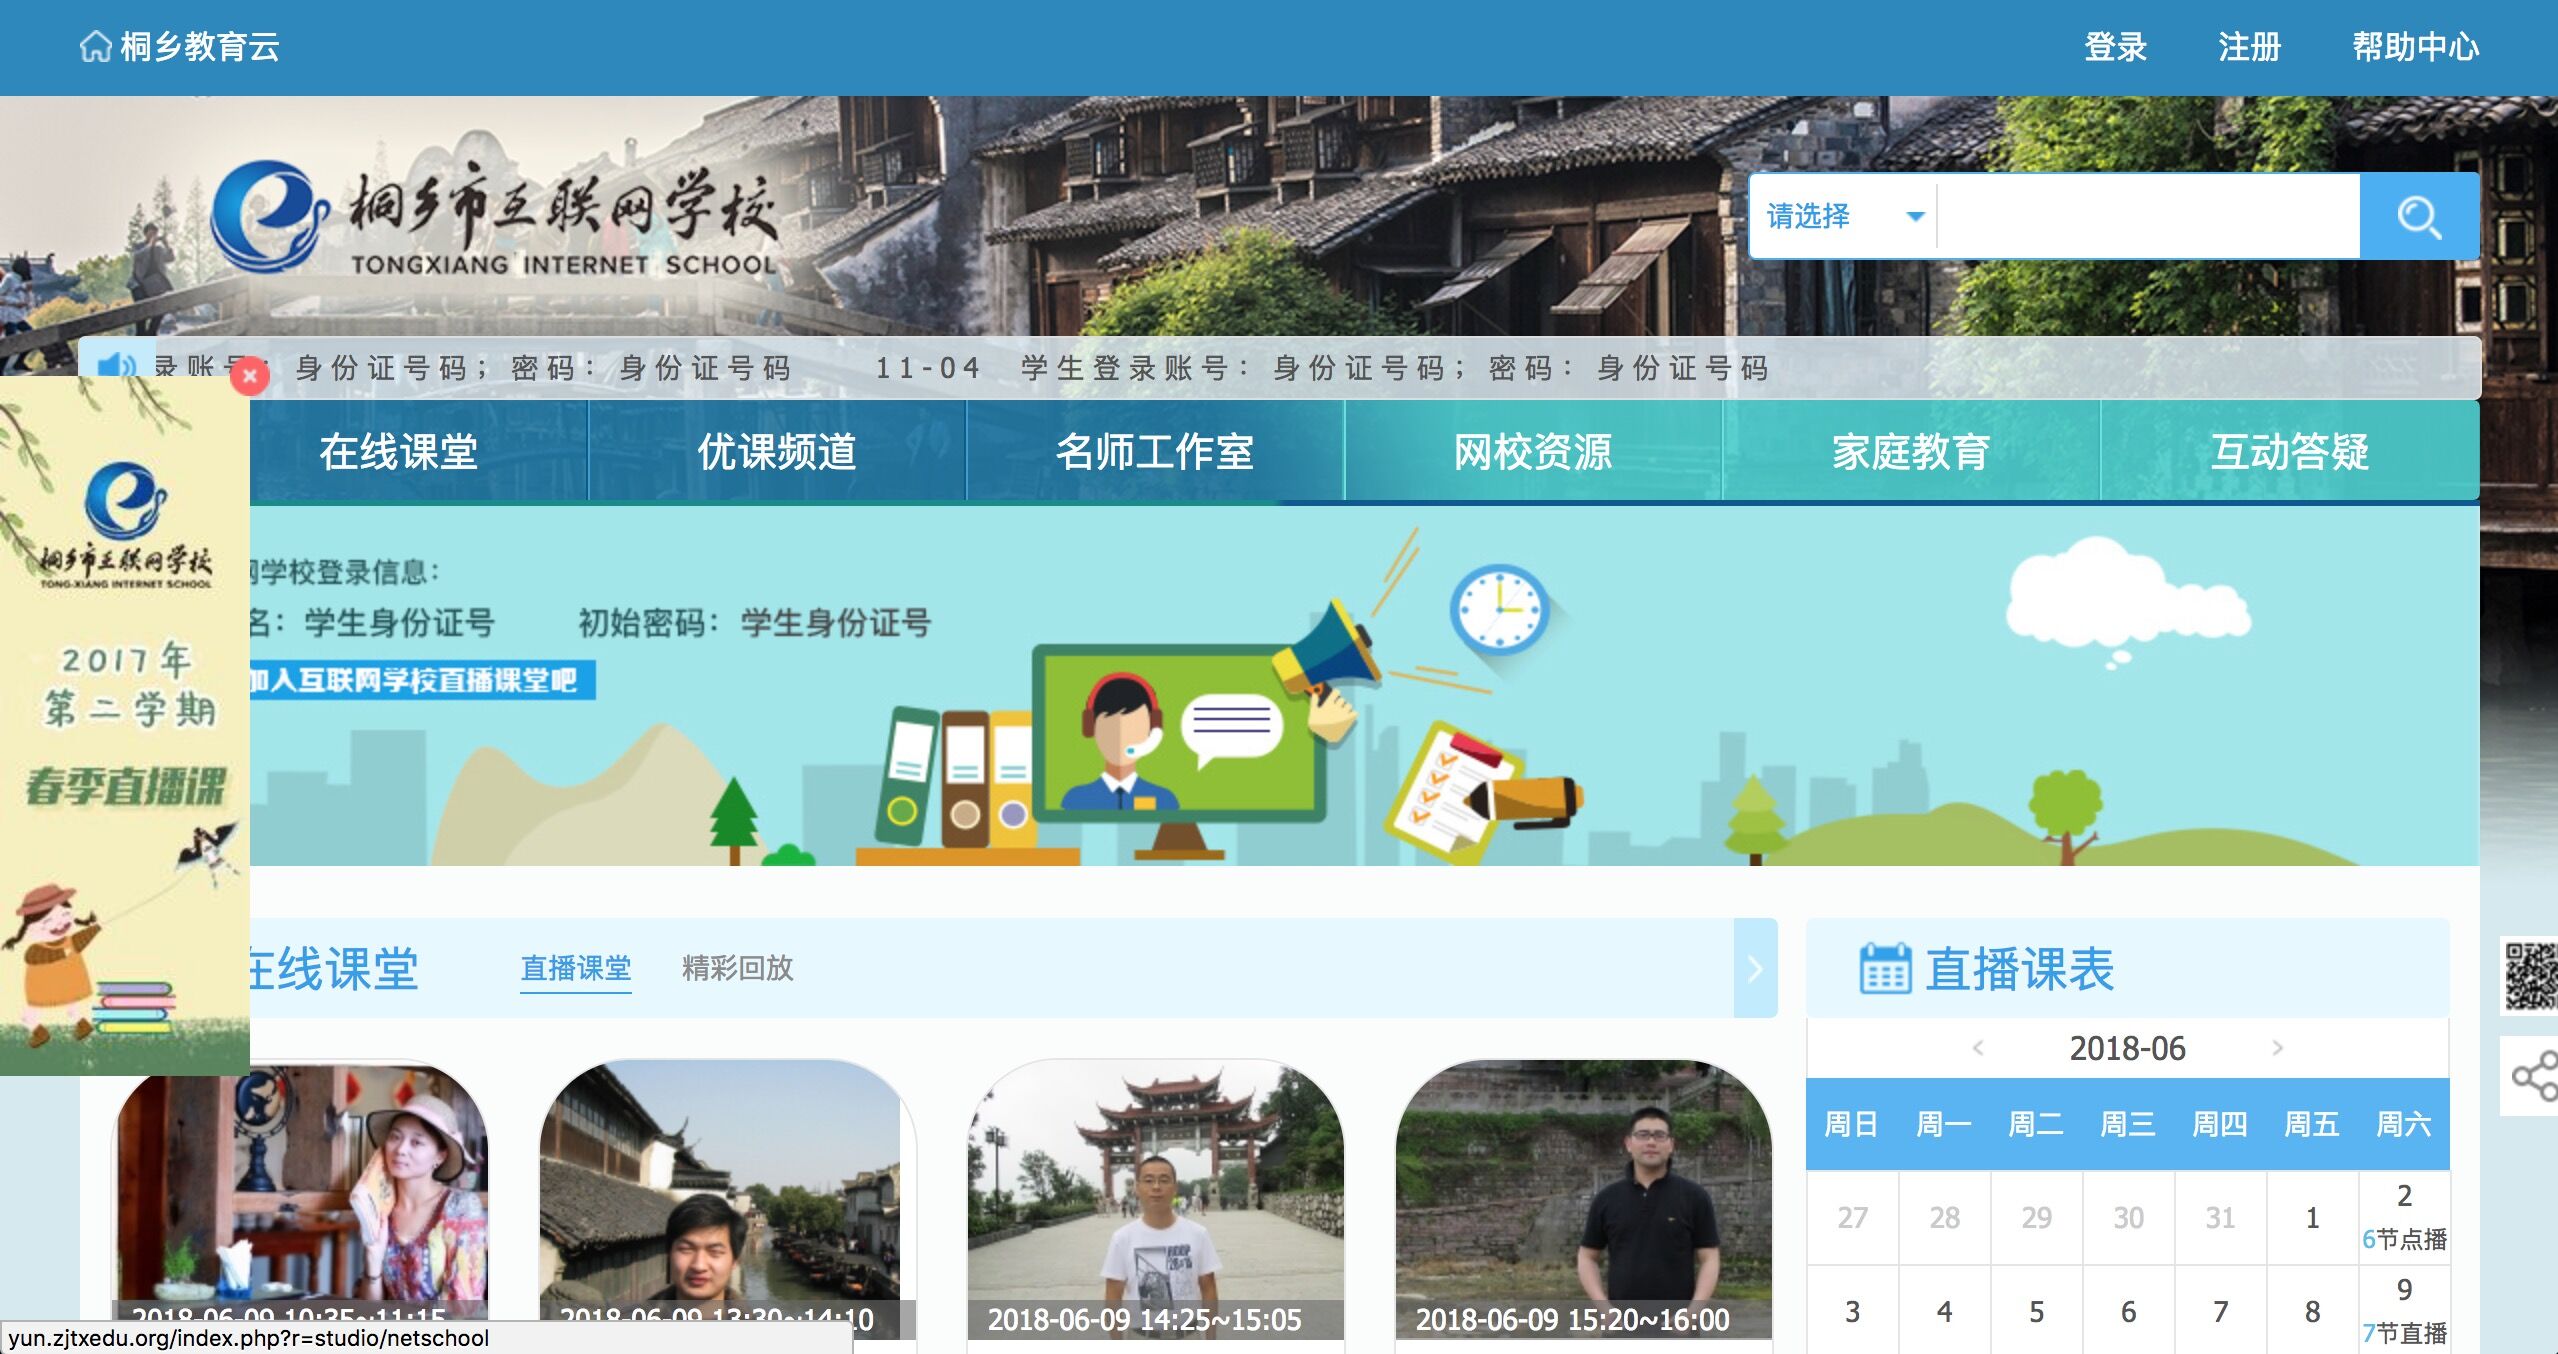 桐乡教育云
登录 注册 帮助中心
桐乡市互联网学校
TONGXIANG INTERNET SCHOOL
请选择
录账号：身份证号码；密码：身份证号码 11-04 学生登录账号：身份证号码；密码：身份证号码
在线课堂 优课频道 名师工作室 网校资源 家庭教育 互动答疑
桐乡市互联网学校
TONG-XIANG INTERNET SCHOOL
2017年
第二学期
春季直播课
网学校登录信息：
名：学生身份证号 初始密码：学生身份证号
加入互联网学校直播课堂吧
在线课堂 直播课堂 精彩回放
直播课表
2018-06
周日 周一 周二 周三 周四 周五 周六
27 28 29 30 31 1 2
6节点播
3 4 5 6 7 8 9
7节直播
2018-06-09 10:35~11:15
2018-06-09 13:30~14:10
2018-06-09 14:25~15:05
2018-06-09 15:20~16:00
yun.zjtxedu.org/index.php?r=studio/netschool